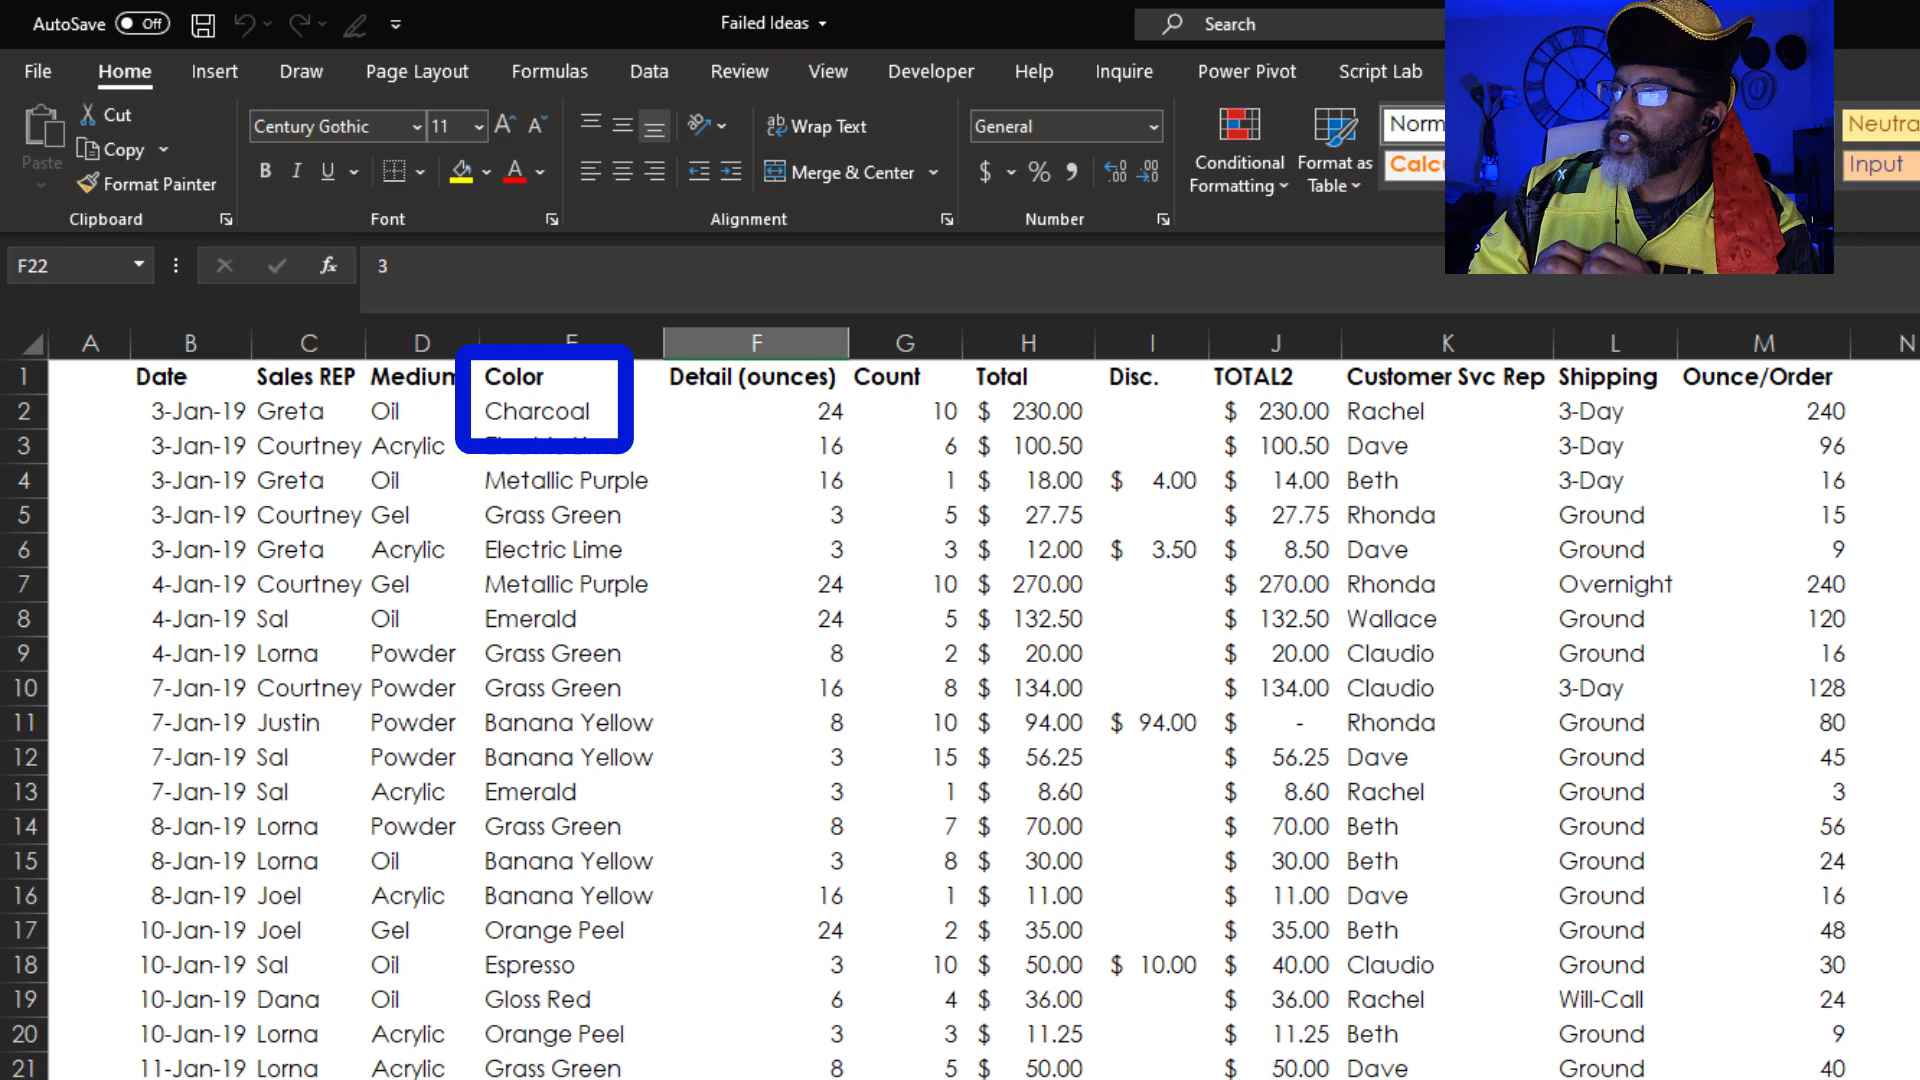 AutoSave Off Failed Ideas Search
File Home Insert Draw Page Layout Formulas Data Review View Developer Help Inquire Power Pivot Script Lab
Paste Cut Copy Format Painter Clipboard
Century Gothic 11 B I U A Font
Wrap Text Merge & Center Alignment
General $ % Number
Conditional Formatting Format as Table
Norm Calc Neutra Input
F22 fx 3
A B C D E F G H I J K L M N
1 Date Sales REP Medium Color Detail (ounces) Count Total Disc. TOTAL2 Customer Svc Rep Shipping Ounce/Order
2 3-Jan-19 Greta Oil Charcoal 24 10 $ 230.00 $ 230.00 Rachel 3-Day 240
3 3-Jan-19 Courtney Acrylic 16 6 $ 100.50 $ 100.50 Dave 3-Day 96
4 3-Jan-19 Greta Oil Metallic Purple 16 1 $ 18.00 $ 4.00 $ 14.00 Beth 3-Day 16
5 3-Jan-19 Courtney Gel Grass Green 3 5 $ 27.75 $ 27.75 Rhonda Ground 15
6 3-Jan-19 Greta Acrylic Electric Lime 3 3 $ 12.00 $ 3.50 $ 8.50 Dave Ground 9
7 4-Jan-19 Courtney Gel Metallic Purple 24 10 $ 270.00 $ 270.00 Rhonda Overnight 240
8 4-Jan-19 Sal Oil Emerald 24 5 $ 132.50 $ 132.50 Wallace Ground 120
9 4-Jan-19 Lorna Powder Grass Green 8 2 $ 20.00 $ 20.00 Claudio Ground 16
10 7-Jan-19 Courtney Powder Grass Green 16 8 $ 134.00 $ 134.00 Claudio 3-Day 128
11 7-Jan-19 Justin Powder Banana Yellow 8 10 $ 94.00 $ 94.00 $ - Rhonda Ground 80
12 7-Jan-19 Sal Powder Banana Yellow 3 15 $ 56.25 $ 56.25 Dave Ground 45
13 7-Jan-19 Sal Acrylic Emerald 3 1 $ 8.60 $ 8.60 Rachel Ground 3
14 8-Jan-19 Lorna Powder Grass Green 8 7 $ 70.00 $ 70.00 Beth Ground 56
15 8-Jan-19 Lorna Oil Banana Yellow 3 8 $ 30.00 $ 30.00 Beth Ground 24
16 8-Jan-19 Joel Acrylic Banana Yellow 16 1 $ 11.00 $ 11.00 Dave Ground 16
17 10-Jan-19 Joel Gel Orange Peel 24 2 $ 35.00 $ 35.00 Beth Ground 48
18 10-Jan-19 Sal Oil Espresso 3 10 $ 50.00 $ 10.00 $ 40.00 Claudio Ground 30
19 10-Jan-19 Dana Oil Gloss Red 6 4 $ 36.00 $ 36.00 Rachel Will-Call 24
20 10-Jan-19 Lorna Acrylic Orange Peel 3 3 $ 11.25 $ 11.25 Beth Ground 9
21 11-Jan-19 Lorna Acrylic Grass Green 8 5 $ 50.00 $ 50.00 Dave Ground 40